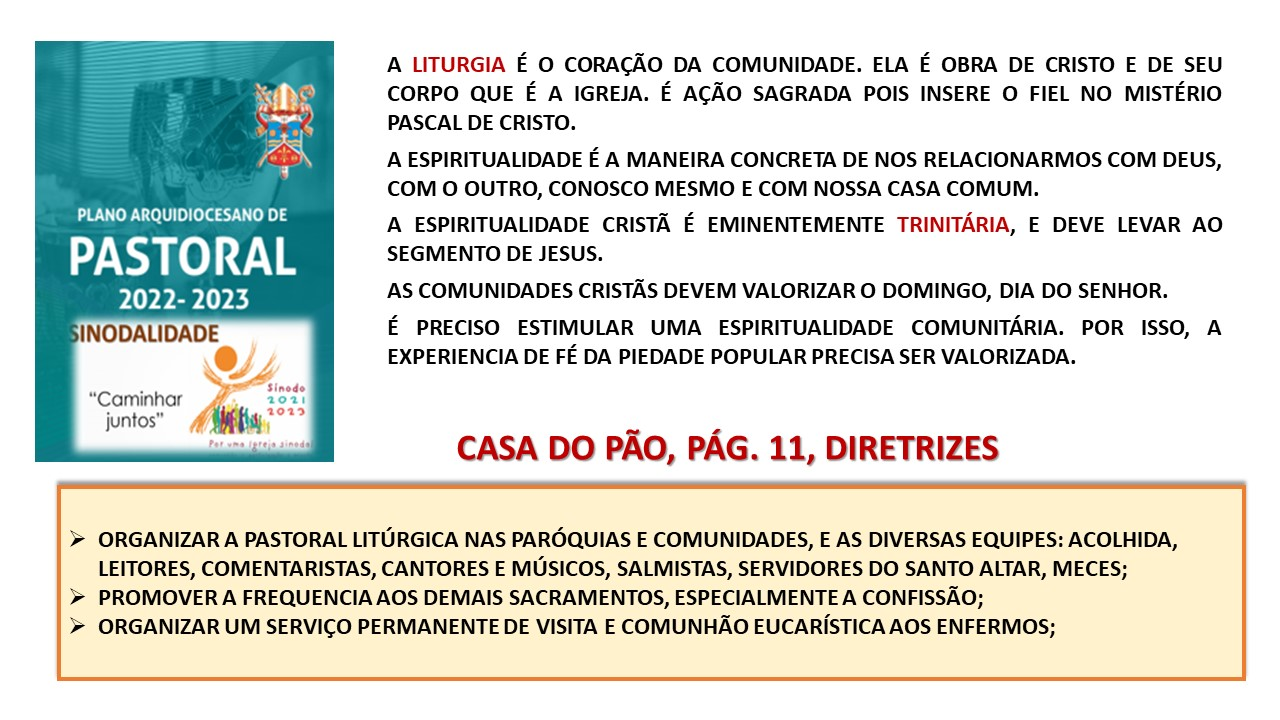 PLANO ARQUIDIOCESANO DE
PASTORAL
2022- 2023
SINODALIDADE
“Caminhar
juntos”
Sínodo
2021
2023
Por uma Igreja sinodal
A LITURGIA É O CORAÇÃO DA COMUNIDADE. ELA É OBRA DE CRISTO E DE SEU
CORPO QUE É A IGREJA. É AÇÃO SAGRADA POIS INSERE O FIEL NO MISTÉRIO
PASCAL DE CRISTO.
A ESPIRITUALIDADE É A MANEIRA CONCRETA DE NOS RELACIONARMOS COM DEUS,
COM O OUTRO, CONOSCO MESMO E COM NOSSA CASA COMUM.
A ESPIRITUALIDADE CRISTÃ É EMINENTEMENTE TRINITÁRIA, E DEVE LEVAR AO
SEGMENTO DE JESUS.
AS COMUNIDADES CRISTÃS DEVEM VALORIZAR O DOMINGO, DIA DO SENHOR.
É PRECISO ESTIMULAR UMA ESPIRITUALIDADE COMUNITÁRIA. POR ISSO, A
EXPERIENCIA DE FÉ DA PIEDADE POPULAR PRECISA SER VALORIZADA.
CASA DO PÃO, PÁG. 11, DIRETRIZES
➢ ORGANIZAR A PASTORAL LITÚRGICA NAS PARÓQUIAS E COMUNIDADES, E AS DIVERSAS EQUIPES: ACOLHIDA,
LEITORES, COMENTARISTAS, CANTORES E MÚSICOS, SALMISTAS, SERVIDORES DO SANTO ALTAR, MECES;
➢ PROMOVER A FREQUENCIA AOS DEMAIS SACRAMENTOS, ESPECIALMENTE A CONFISSÃO;
➢ ORGANIZAR UM SERVIÇO PERMANENTE DE VISITA E COMUNHÃO EUCARÍSTICA AOS ENFERMOS;